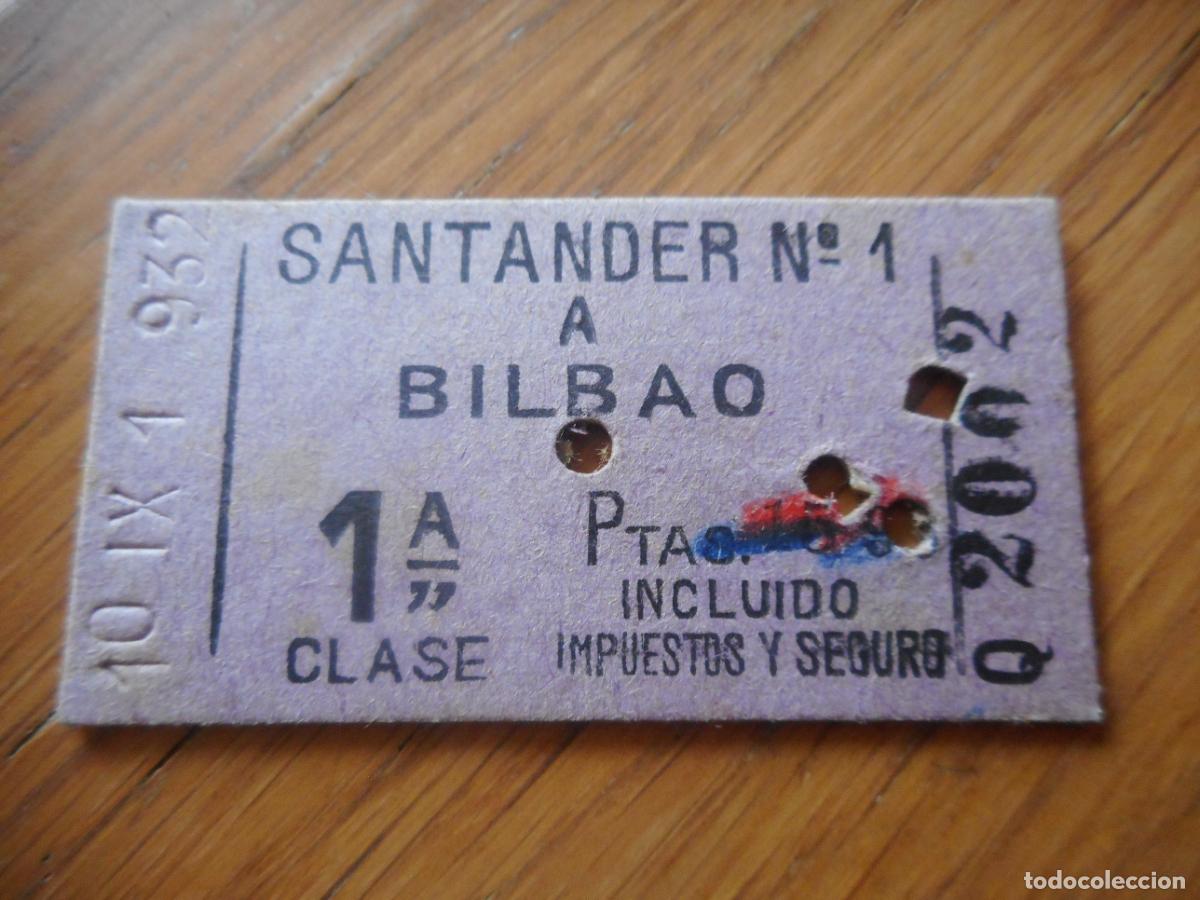 10 IX 1 932
SANTANDER Nº 1
A
BILBAO
1A
"
CLASE
PTAS.
INCLUIDO
IMPUESTOS Y SEGURO
Q 2002
todocoleccion